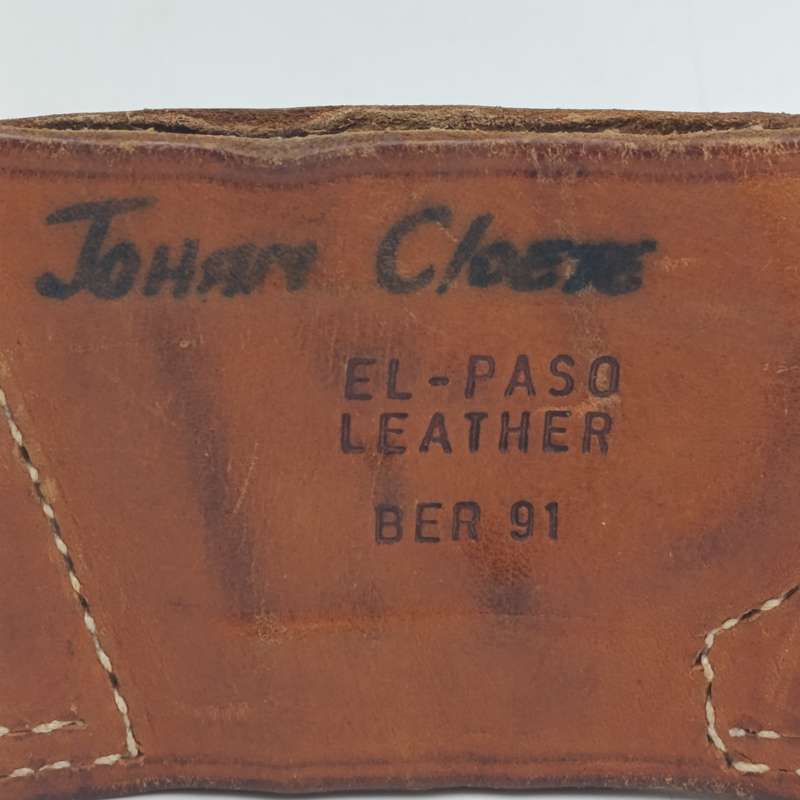 JOHAN Cloete
EL-PASO
LEATHER
BER 91